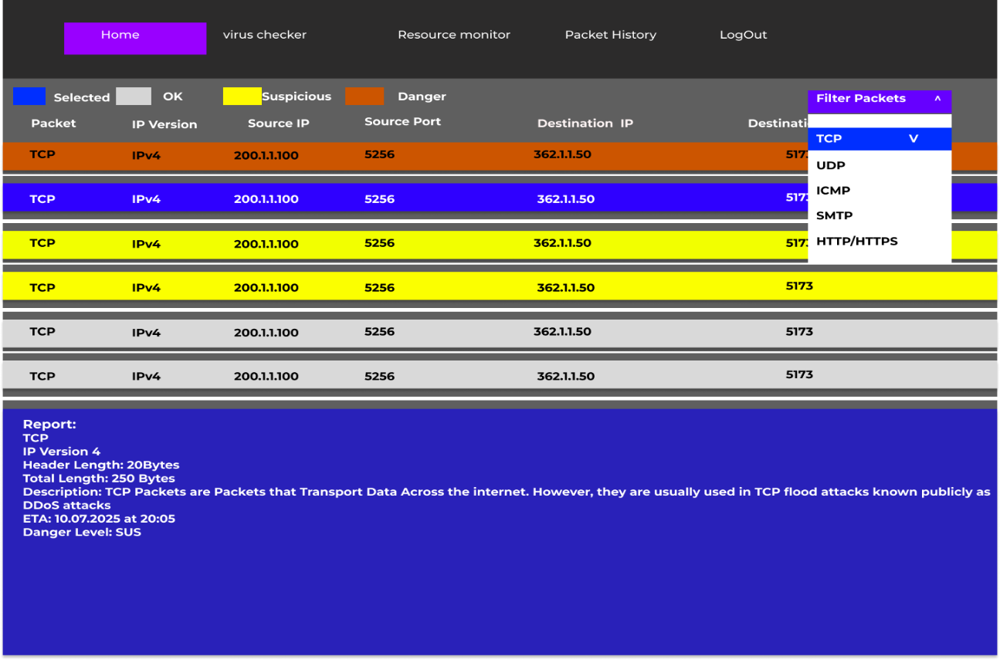 Home virus checker Resource monitor Packet History LogOut
Selected OK Suspicious Danger
Filter Packets ^
Packet IP Version Source IP Source Port Destination IP Destinati
TCP V
UDP
ICMP
SMTP
HTTP/HTTPS
TCP IPv4 200.1.1.100 5256 362.1.1.50 517
TCP IPv4 200.1.1.100 5256 362.1.1.50 517
TCP IPv4 200.1.1.100 5256 362.1.1.50 517
TCP IPv4 200.1.1.100 5256 362.1.1.50 5173
TCP IPv4 200.1.1.100 5256 362.1.1.50 5173
TCP IPv4 200.1.1.100 5256 362.1.1.50 5173
Report:
TCP
IP Version 4
Header Length: 20Bytes
Total Length: 250 Bytes
Description: TCP Packets are Packets that Transport Data Across the internet. However, they are usually used in TCP flood attacks known publicly as
DDoS attacks
ETA: 10.07.2025 at 20:05
Danger Level: SUS